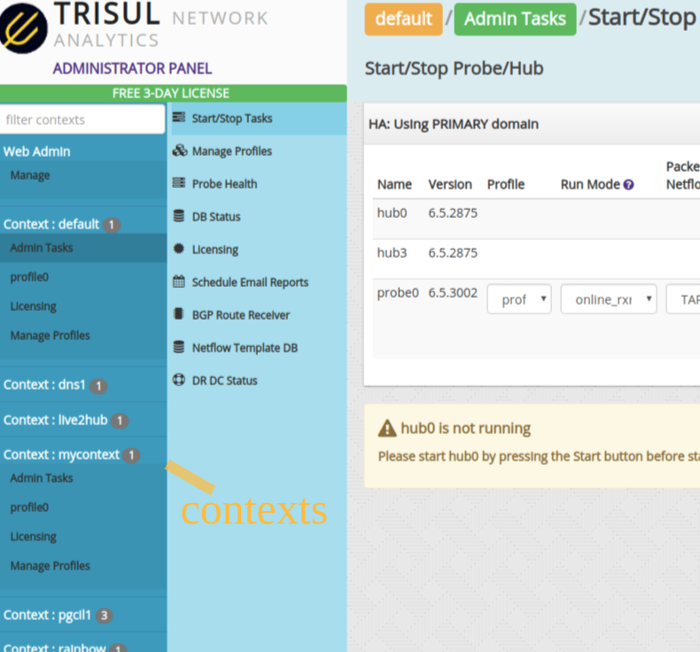 TRISUL NETWORK
ANALYTICS
ADMINISTRATOR PANEL
FREE 3-DAY LICENSE
filter contexts
Web Admin
Manage
Context : default 1
Admin Tasks
profile0
Licensing
Manage Profiles
Context : dns1 1
Context : live2hub 1
Context : mycontext 1
Admin Tasks
profile0
Licensing
Manage Profiles
Context : pgcil1 3
Context : rainbow 1
Start/Stop Tasks
Manage Profiles
Probe Health
DB Status
Licensing
Schedule Email Reports
BGP Route Receiver
Netflow Template DB
DR DC Status
contexts
default / Admin Tasks / Start/Stop
Start/Stop Probe/Hub
HA: Using PRIMARY domain
Name Version Profile Run Mode
hub0 6.5.2875
hub3 6.5.2875
probe0 6.5.3002 prof
hub0 is not running
Please start hub0 by pressing the Start button before